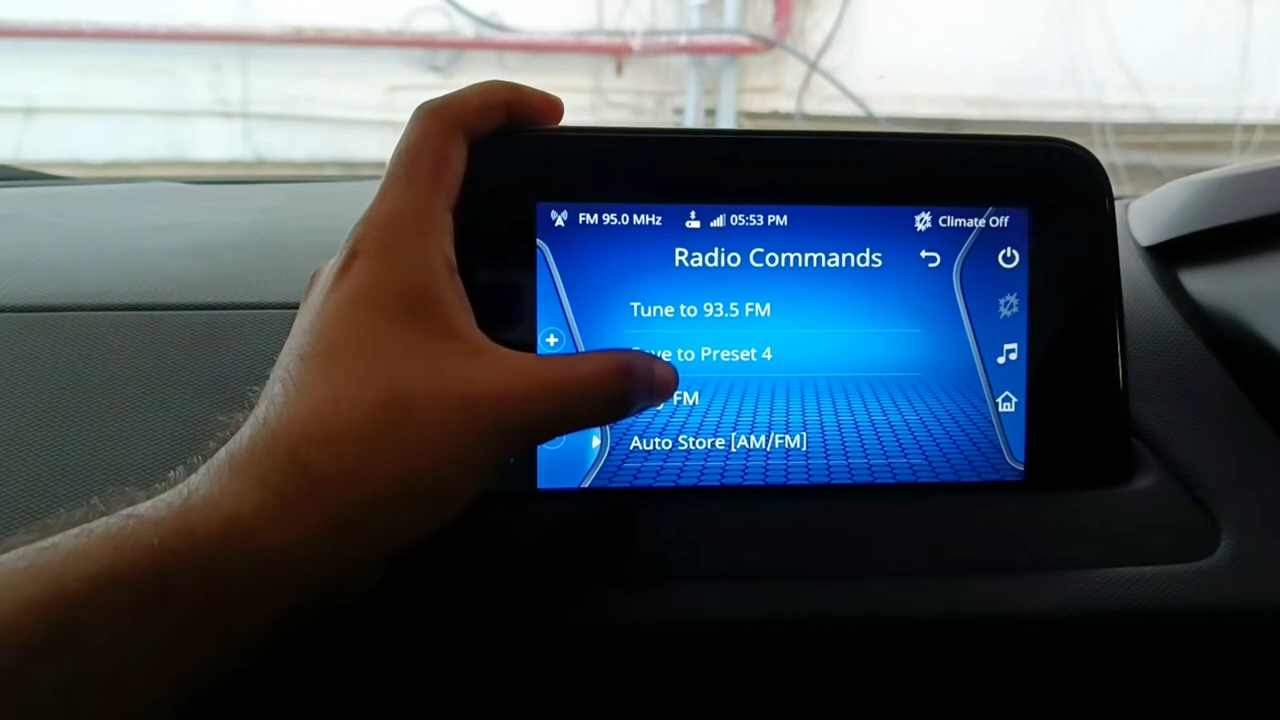 FM 95.0 MHz 05:53 PM Climate Off
Radio Commands
Tune to 93.5 FM
to Preset 4
FM
Auto Store [AM/FM]